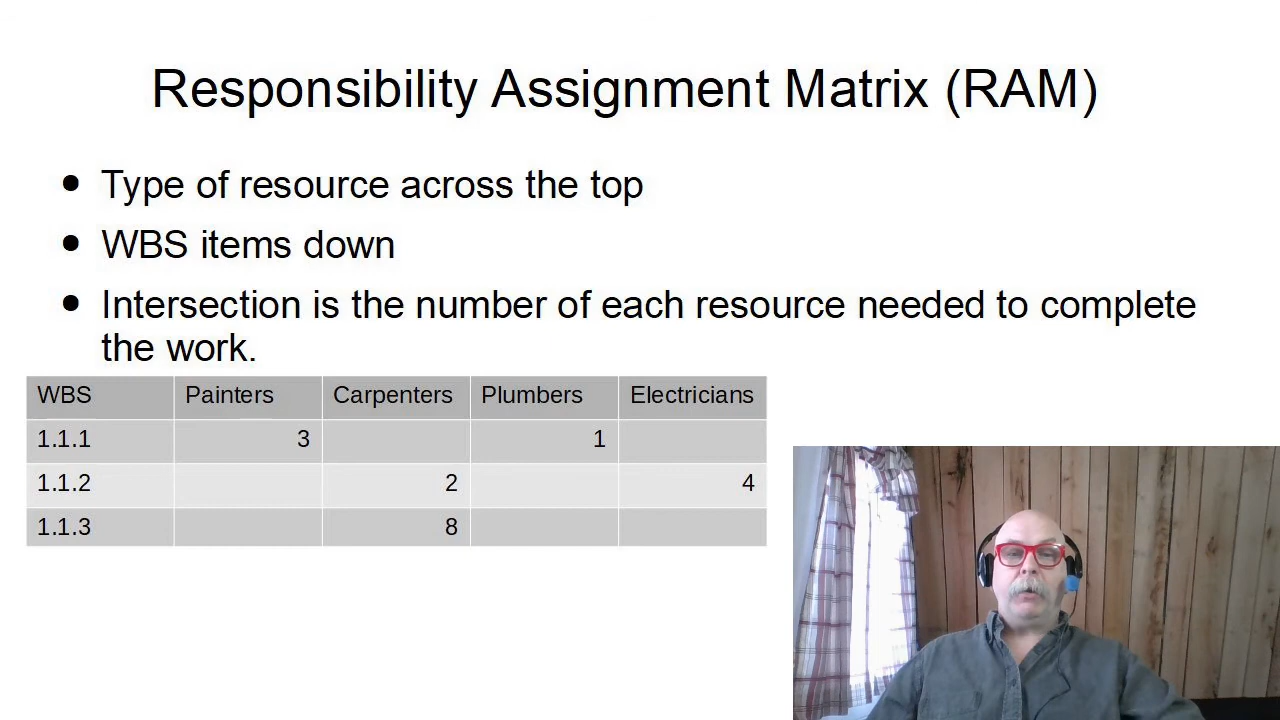 Responsibility Assignment Matrix (RAM)
● Type of resource across the top
● WBS items down
● Intersection is the number of each resource needed to complete
the work.
WBS Painters Carpenters Plumbers Electricians
1.1.1 3 1
1.1.2 2 4
1.1.3 8